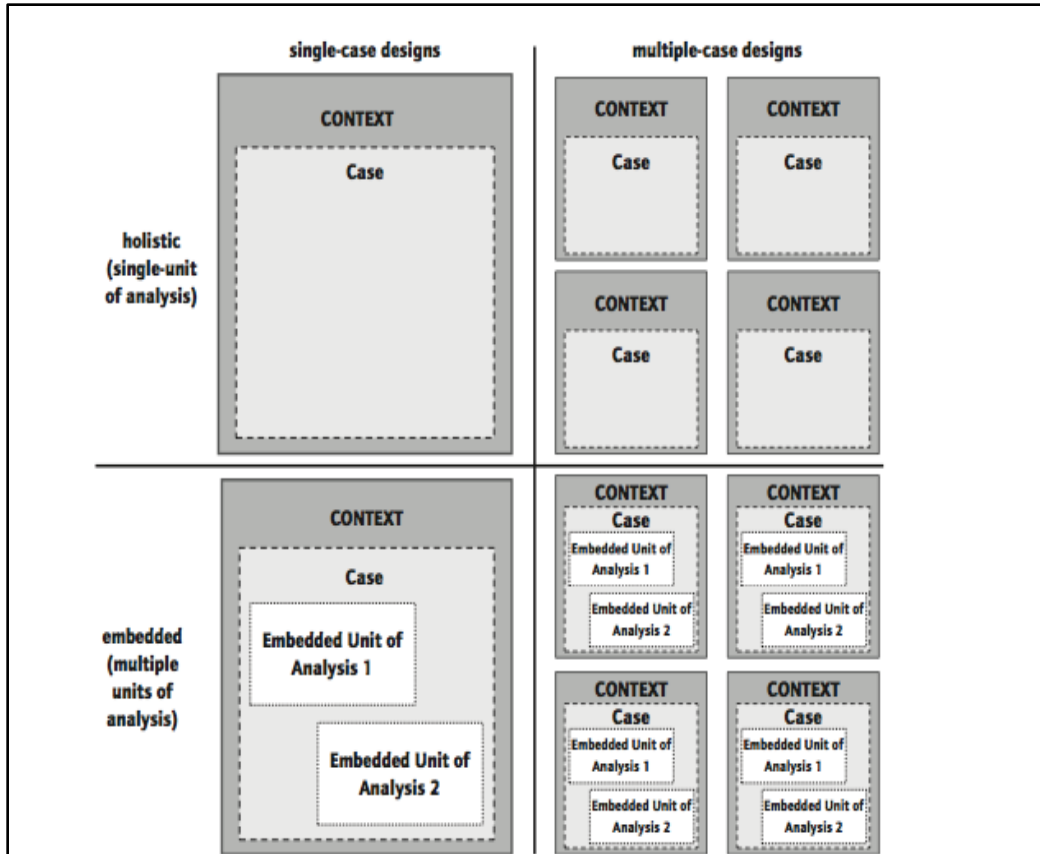 single-case designs
multiple-case designs
holistic
(single-unit
of analysis)
CONTEXT
Case
CONTEXT
Case
CONTEXT
Case
CONTEXT
Case
CONTEXT
Case
embedded
(multiple
units of
analysis)
CONTEXT
Case
Embedded Unit of
Analysis 1
Embedded Unit of
Analysis 2
CONTEXT
Case
Embedded Unit of
Analysis 1
Embedded Unit of
Analysis 2
CONTEXT
Case
Embedded Unit of
Analysis 1
Embedded Unit of
Analysis 2
CONTEXT
Case
Embedded Unit of
Analysis 1
Embedded Unit of
Analysis 2
CONTEXT
Case
Embedded Unit of
Analysis 1
Embedded Unit of
Analysis 2